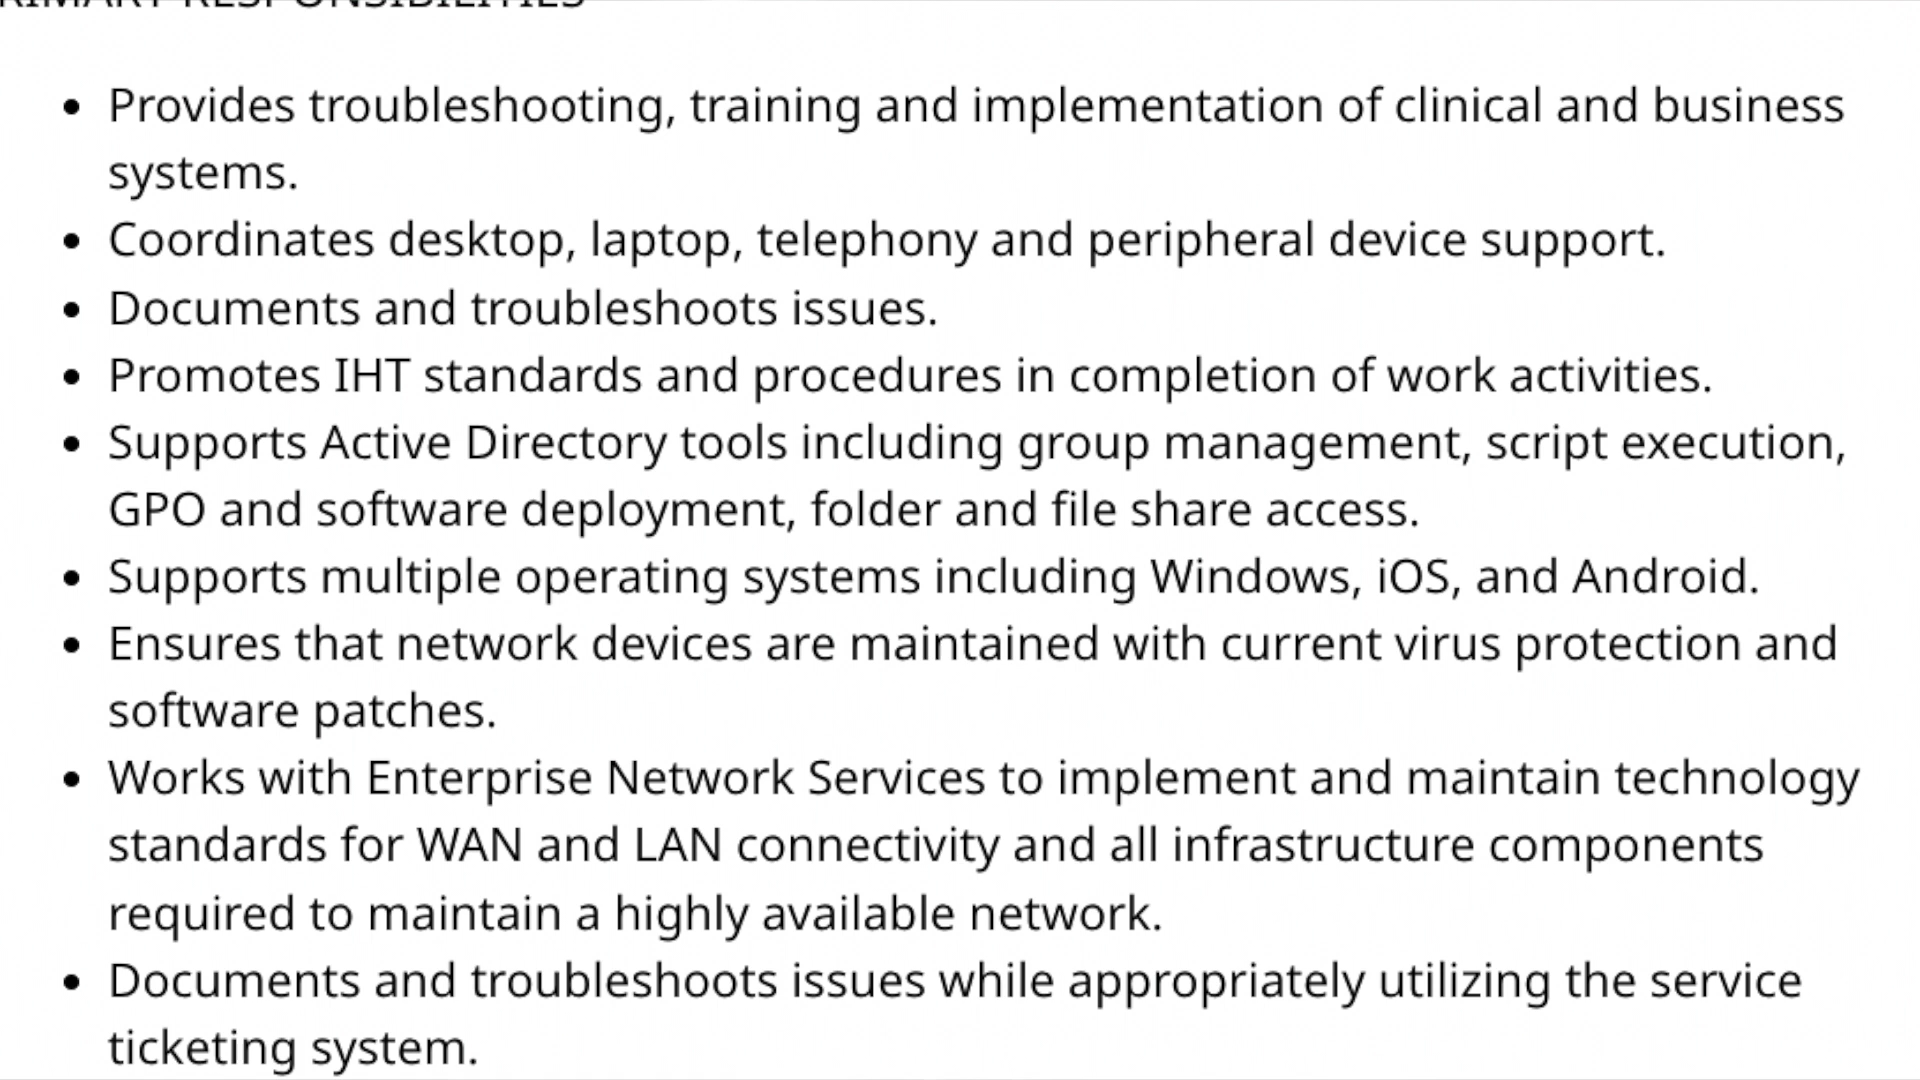 PRIMARY RESPONSIBILITIES
• Provides troubleshooting, training and implementation of clinical and business
systems.
• Coordinates desktop, laptop, telephony and peripheral device support.
• Documents and troubleshoots issues.
• Promotes IHT standards and procedures in completion of work activities.
• Supports Active Directory tools including group management, script execution,
GPO and software deployment, folder and file share access.
• Supports multiple operating systems including Windows, iOS, and Android.
• Ensures that network devices are maintained with current virus protection and
software patches.
• Works with Enterprise Network Services to implement and maintain technology
standards for WAN and LAN connectivity and all infrastructure components
required to maintain a highly available network.
• Documents and troubleshoots issues while appropriately utilizing the service
ticketing system.